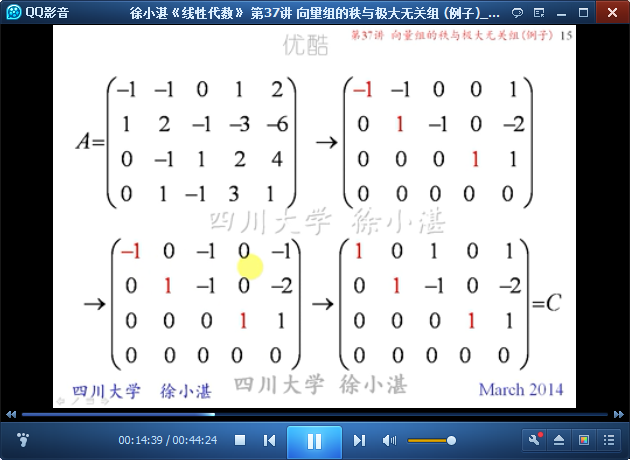 QQ影音 徐小湛《线性代数》 第37讲 向量组的秩与极大无关组 (例子)_...
优酷 第37讲 向量组的秩与极大无关组(例子) 15
A=
-1 -1 0 1 2
1 2 -1 -3 -6
0 -1 1 2 4
0 1 -1 3 1
→
-1 -1 0 0 1
0 1 -1 0 -2
0 0 0 1 1
0 0 0 0 0
四川大学 徐小湛
→
-1 0 -1 0 -1
0 1 -1 0 -2
0 0 0 1 1
0 0 0 0 0
→
1 0 1 0 1
0 1 -1 0 -2
0 0 0 1 1
0 0 0 0 0
=C
四川大学 徐小湛 四川大学 徐小湛 March 2014
00:14:39 / 00:44:24